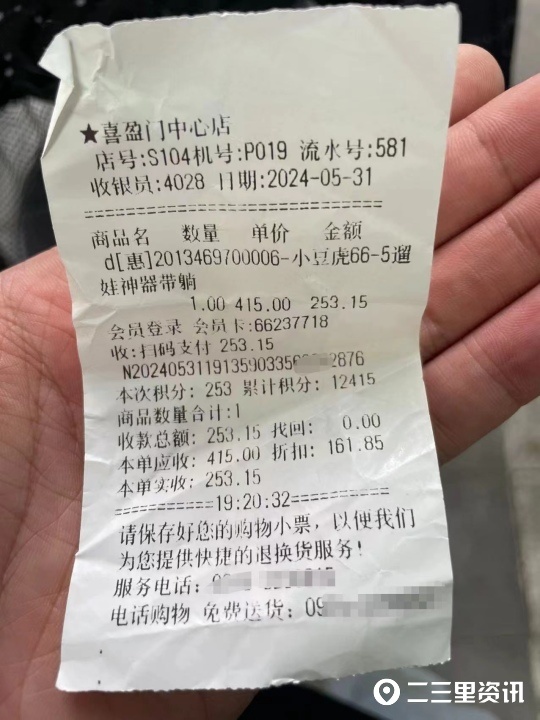 ★喜盈门中心店
店号:S104机号:P019 流水号:581
收银员:4028 日期:2024-05-31
==============================
商品名 数量 单价 金额
d[惠]2013469700006-小豆虎66-5遛
娃神器带躺
1.00 415.00 253.15
会员登录 会员卡:66237718
收:扫码支付 253.15
N20240531191359033562876
本次积分: 253 累计积分: 12415
商品数量合计:1
收款总额: 253.15 找回: 0.00
本单应收: 415.00 折扣: 161.85
本单实收: 253.15
==========19:20:32==========
请保存好您的购物小票，以便我们
为您提供快捷的退换货服务!
服务电话:
电话购物 免费送货: 09
二三里资讯